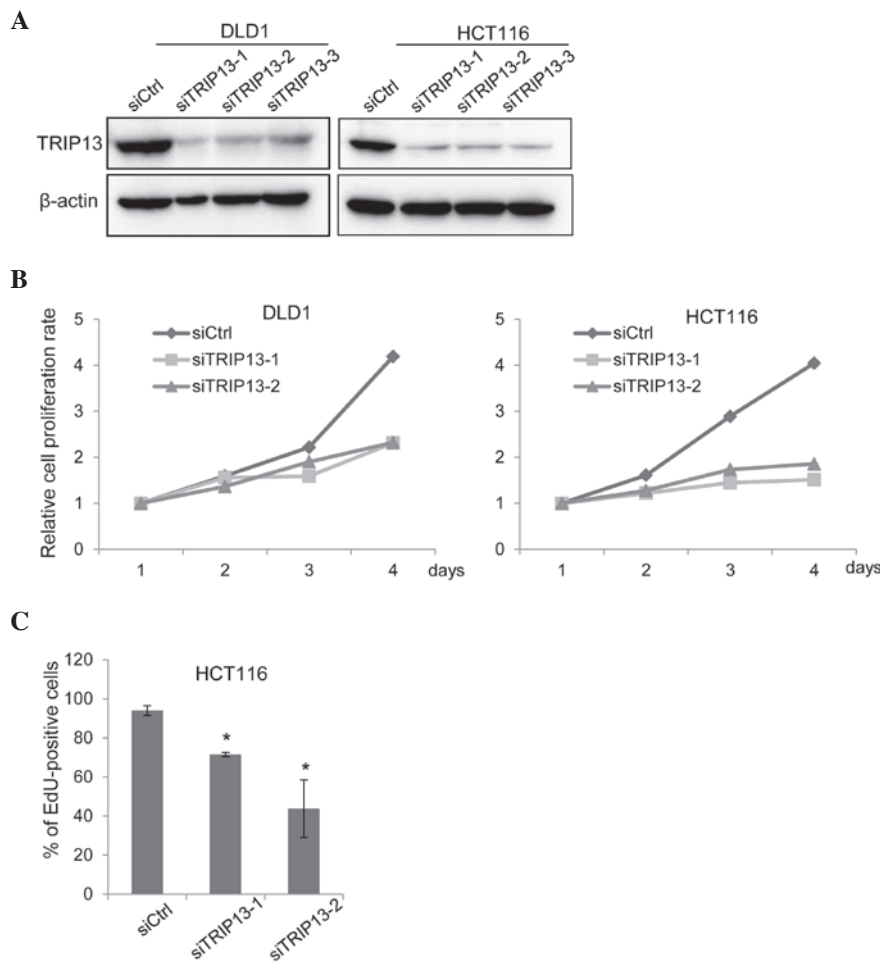 A
DLD1
HCT116
siCtrl
siTRIP13-1
siTRIP13-2
siTRIP13-3
siCtrl
siTRIP13-1
siTRIP13-2
siTRIP13-3
TRIP13
β-actin
B
Relative cell proliferation rate
DLD1
siCtrl
siTRIP13-1
siTRIP13-2
5
4
3
2
1
0
1 2 3 4 days
HCT116
siCtrl
siTRIP13-1
siTRIP13-2
5
4
3
2
1
0
1 2 3 4 days
C
% of EdU-positive cells
HCT116
120
100
80
60
40
20
0
*
*
siCtrl
siTRIP13-1
siTRIP13-2